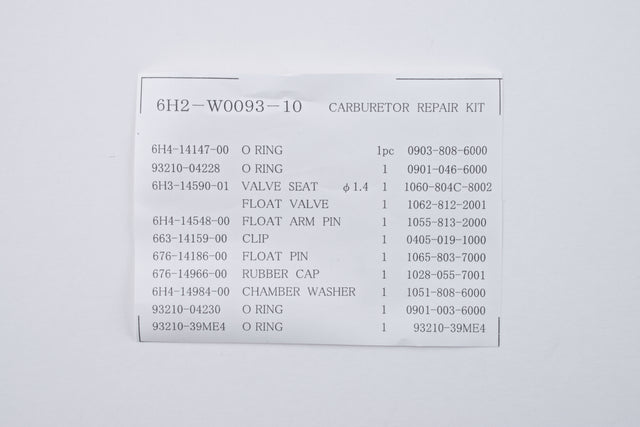 6H2-W0093-10 CARBURETOR REPAIR KIT
6H4-14147-00 O RING 1pc 0903-808-6000
93210-04228 O RING 1 0901-046-6000
6H3-14590-01 VALVE SEAT φ1.4 1 1060-804C-8002
FLOAT VALVE 1 1062-812-2001
6H4-14548-00 FLOAT ARM PIN 1 1055-813-2000
663-14159-00 CLIP 1 0405-019-1000
676-14186-00 FLOAT PIN 1 1065-803-7000
676-14966-00 RUBBER CAP 1 1028-055-7001
6H4-14984-00 CHAMBER WASHER 1 1051-808-6000
93210-04230 O RING 1 0901-003-6000
93210-39ME4 O RING 1 93210-39ME4